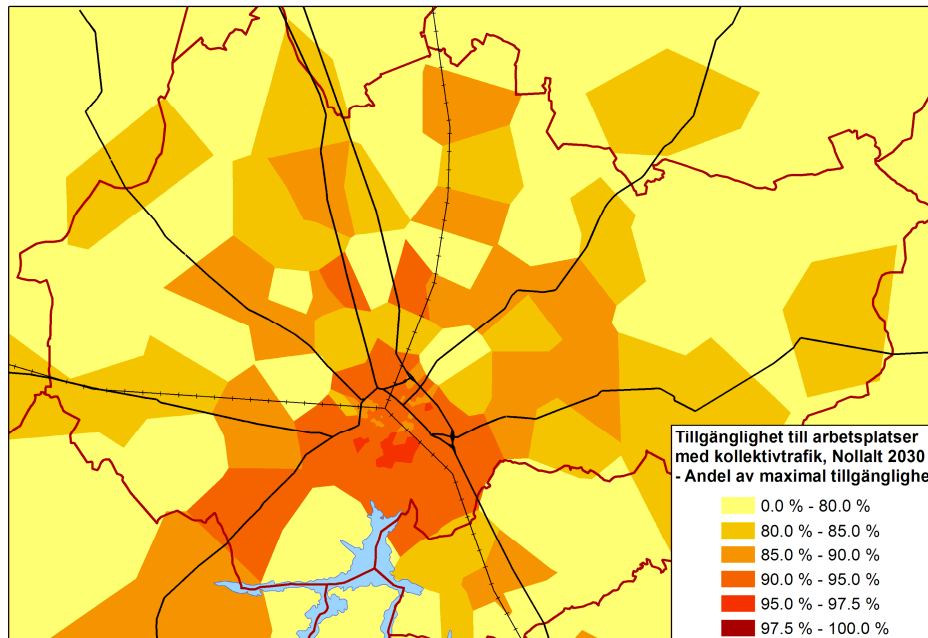 Tillgänglighet till arbetsplatser
med kollektivtrafik, Nollalt 2030
- Andel av maximal tillgänglighe
0.0 % - 80.0 %
80.0 % - 85.0 %
85.0 % - 90.0 %
90.0 % - 95.0 %
95.0 % - 97.5 %
97.5 % - 100.0 %